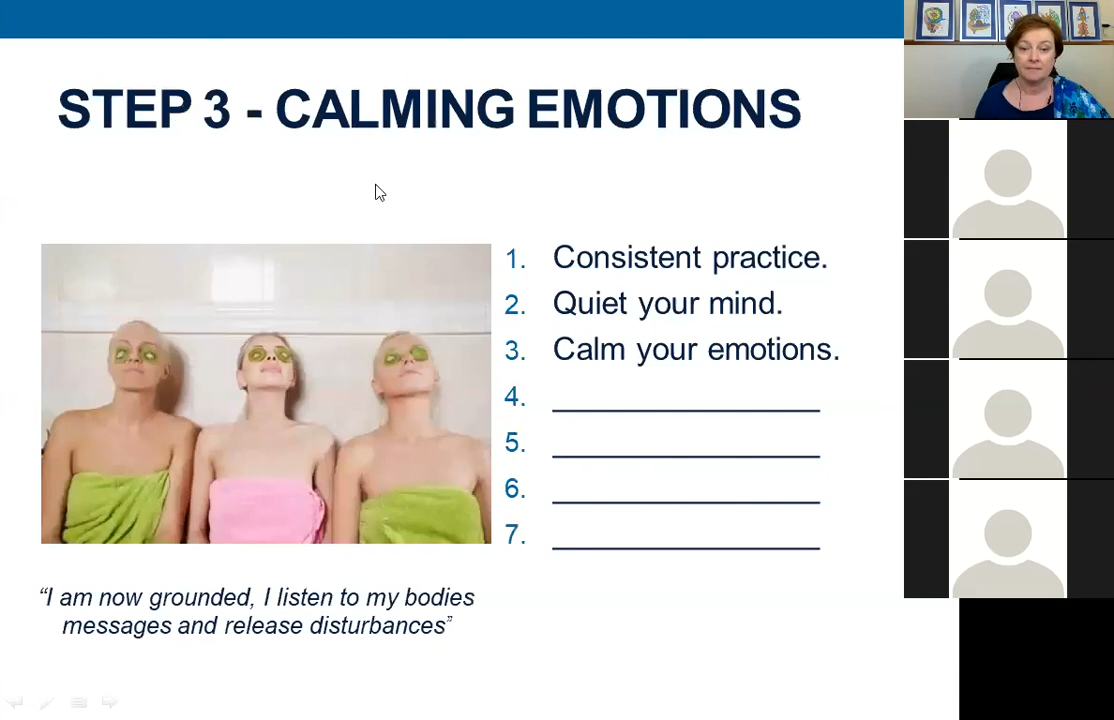 STEP 3 - CALMING EMOTIONS
1. Consistent practice.
2. Quiet your mind.
3. Calm your emotions.
4.
5.
6.
7.
“I am now grounded, I listen to my bodies
messages and release disturbances”